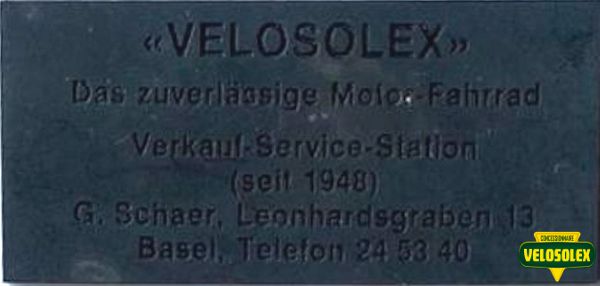 «VELOSOLEX»
Das zuverlässige Motor-Fahrrad
Verkauf-Service-Station
(seit 1948)
G. Schaer, Leonhardsgraben 13
Basel, Telefon 24 53 40
CONCESSIONNAIRE
VELOSOLEX